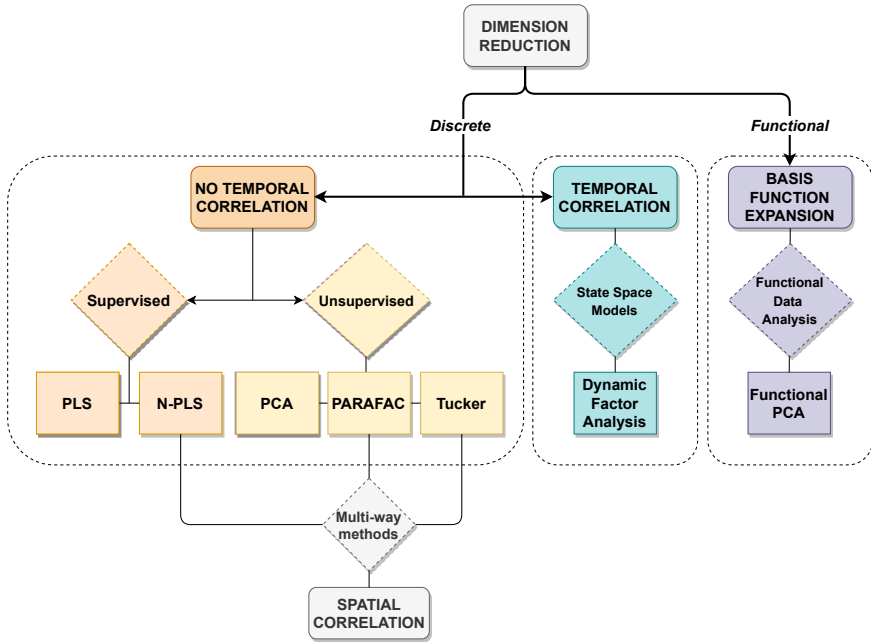 DIMENSION
REDUCTION
Discrete
Functional
NO TEMPORAL
CORRELATION
TEMPORAL
CORRELATION
BASIS
FUNCTION
EXPANSION
Supervised
Unsupervised
State Space
Models
Functional
Data
Analysis
PLS
N-PLS
PCA
PARAFAC
Tucker
Dynamic
Factor
Analysis
Functional
PCA
Multi-way
methods
SPATIAL
CORRELATION